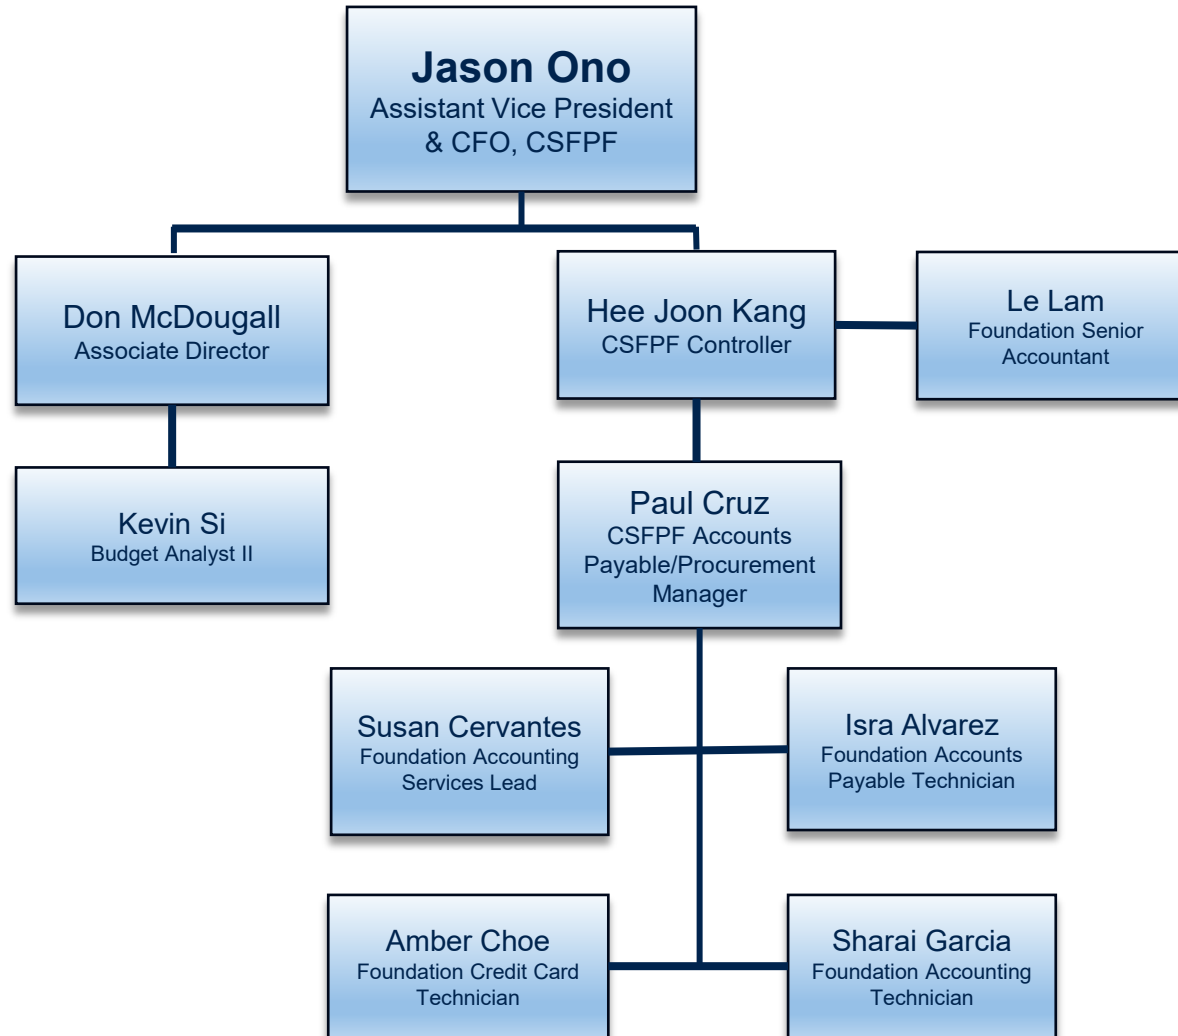 Jason Ono
Assistant Vice President
& CFO, CSFPF
Don McDougall
Associate Director
Hee Joon Kang
CSFPF Controller
Le Lam
Foundation Senior
Accountant
Kevin Si
Budget Analyst II
Paul Cruz
CSFPF Accounts
Payable/Procurement
Manager
Susan Cervantes
Foundation Accounting
Services Lead
Isra Alvarez
Foundation Accounts
Payable Technician
Amber Choe
Foundation Credit Card
Technician
Sharai Garcia
Foundation Accounting
Technician